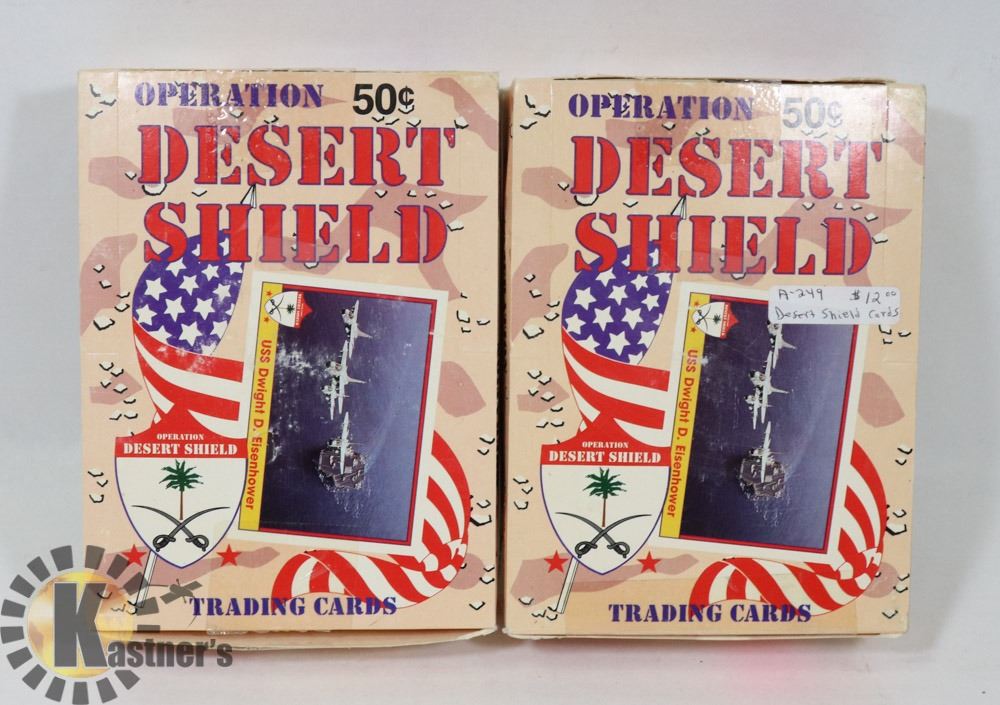 OPERATION 50¢
DESERT
SHIELD
USS Dwight D. Eisenhower
OPERATION
DESERT SHIELD
TRADING CARDS
OPERATION 50¢
DESERT
SHIELD
A-249 $12.00
Desert Shield Cards
USS Dwight D. Eisenhower
OPERATION
DESERT SHIELD
TRADING CARDS
Kastner's